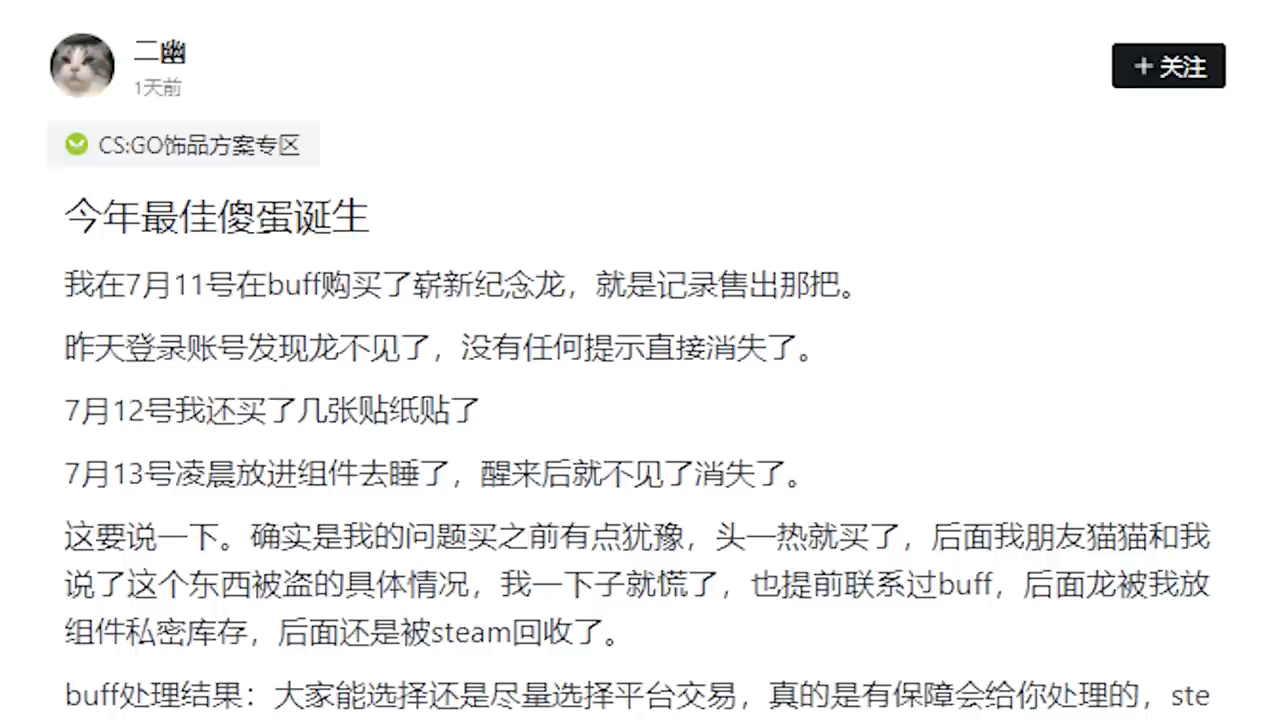 二幽
1天前
+ 关注
CS:GO饰品方案专区
今年最佳傻蛋诞生
我在7月11号在buff购买了崭新纪念龙，就是记录售出那把。
昨天登录账号发现龙不见了，没有任何提示直接消失了。
7月12号我还买了几张贴纸贴了
7月13号凌晨放进组件去睡了，醒来后就不见了消失了。
这要说一下。确实是我的问题买之前有点犹豫，头一热就买了，后面我朋友猫猫和我
说了这个东西被盗的具体情况，我一下子就慌了，也提前联系过buff，后面龙被我放
组件私密库存，后面还是被steam回收了。
buff处理结果：大家能选择还是尽量选择平台交易，真的是有保障会给你处理的，ste